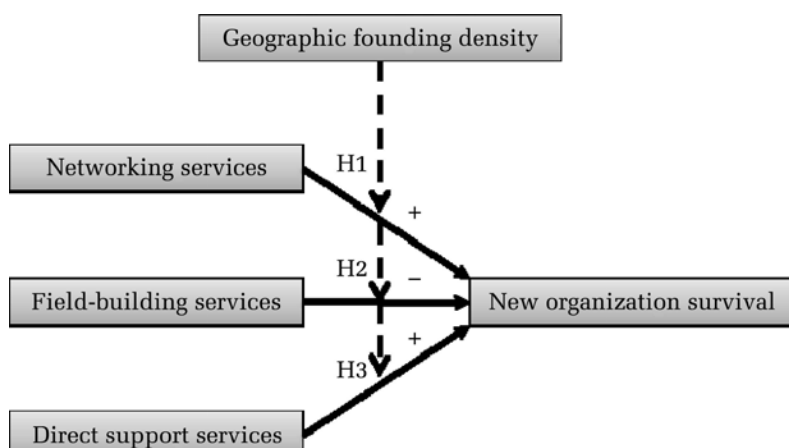 Geographic founding density
Networking services
H1
+
H2
−
Field-building services
New organization survival
+
H3
Direct support services